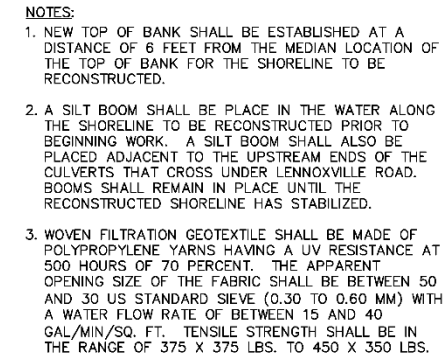 NOTES:
1. NEW TOP OF BANK SHALL BE ESTABLISHED AT A
DISTANCE OF 6 FEET FROM THE MEDIAN LOCATION OF
THE TOP OF BANK FOR THE SHORELINE TO BE
RECONSTRUCTED.
2. A SILT BOOM SHALL BE PLACE IN THE WATER ALONG
THE SHORELINE TO BE RECONSTRUCTED PRIOR TO
BEGINNING WORK. A SILT BOOM SHALL ALSO BE
PLACED ADJACENT TO THE UPSTREAM ENDS OF THE
CULVERTS THAT CROSS UNDER LENNOXVILLE ROAD.
BOOMS SHALL REMAIN IN PLACE UNTIL THE
RECONSTRUCTED SHORELINE HAS STABILIZED.
3. WOVEN FILTRATION GEOTEXTILE SHALL BE MADE OF
POLYPROPYLENE YARNS HAVING A UV RESISTANCE AT
500 HOURS OF 70 PERCENT. THE APPARENT
OPENING SIZE OF THE FABRIC SHALL BE BETWEEN 50
AND 30 US STANDARD SIEVE (0.30 TO 0.60 MM) WITH
A WATER FLOW RATE OF BETWEEN 15 AND 40
GAL/MIN/SQ. FT. TENSILE STRENGTH SHALL BE IN
THE RANGE OF 375 X 375 LBS. TO 450 X 350 LBS.